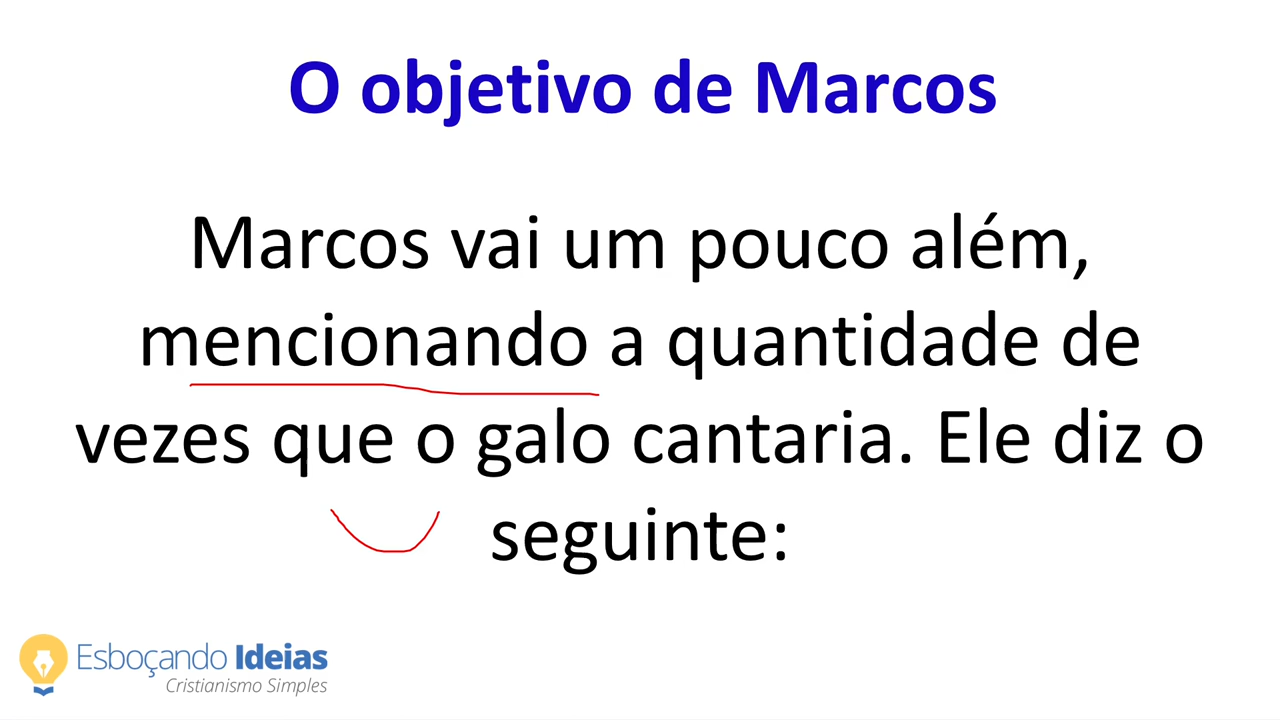 O objetivo de Marcos
Marcos vai um pouco além,
mencionando a quantidade de
vezes que o galo cantaria. Ele diz o
seguinte:
Esboçando Ideias
Cristianismo Simples